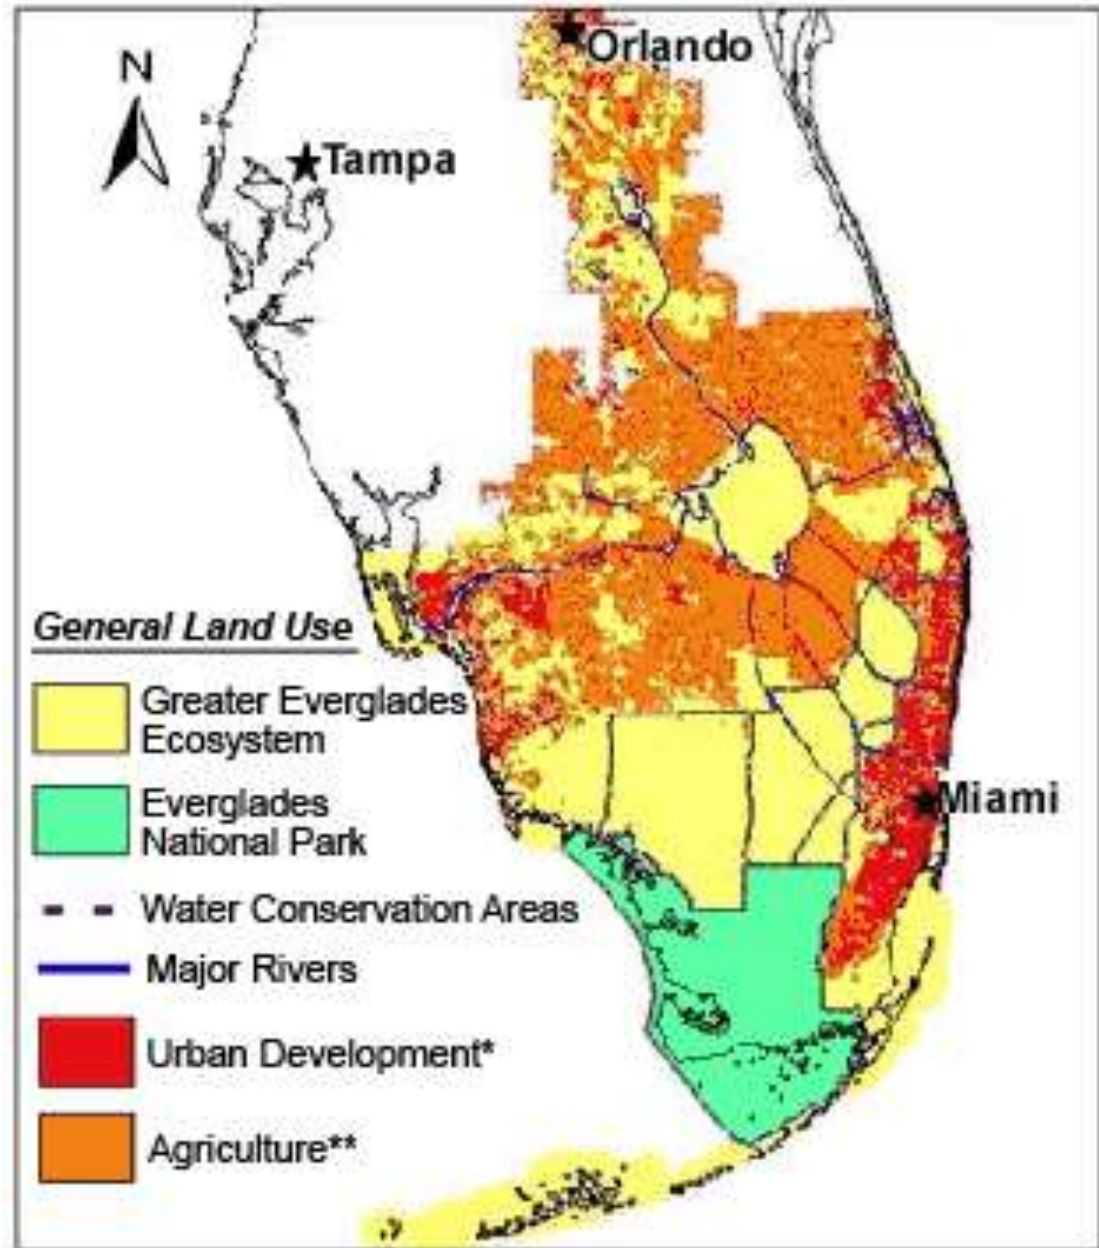 Orlando
N
Tampa
General Land Use
Greater Everglades
Ecosystem
Everglades
National Park
Miami
Water Conservation Areas
Major Rivers
Urban Development*
Agriculture**